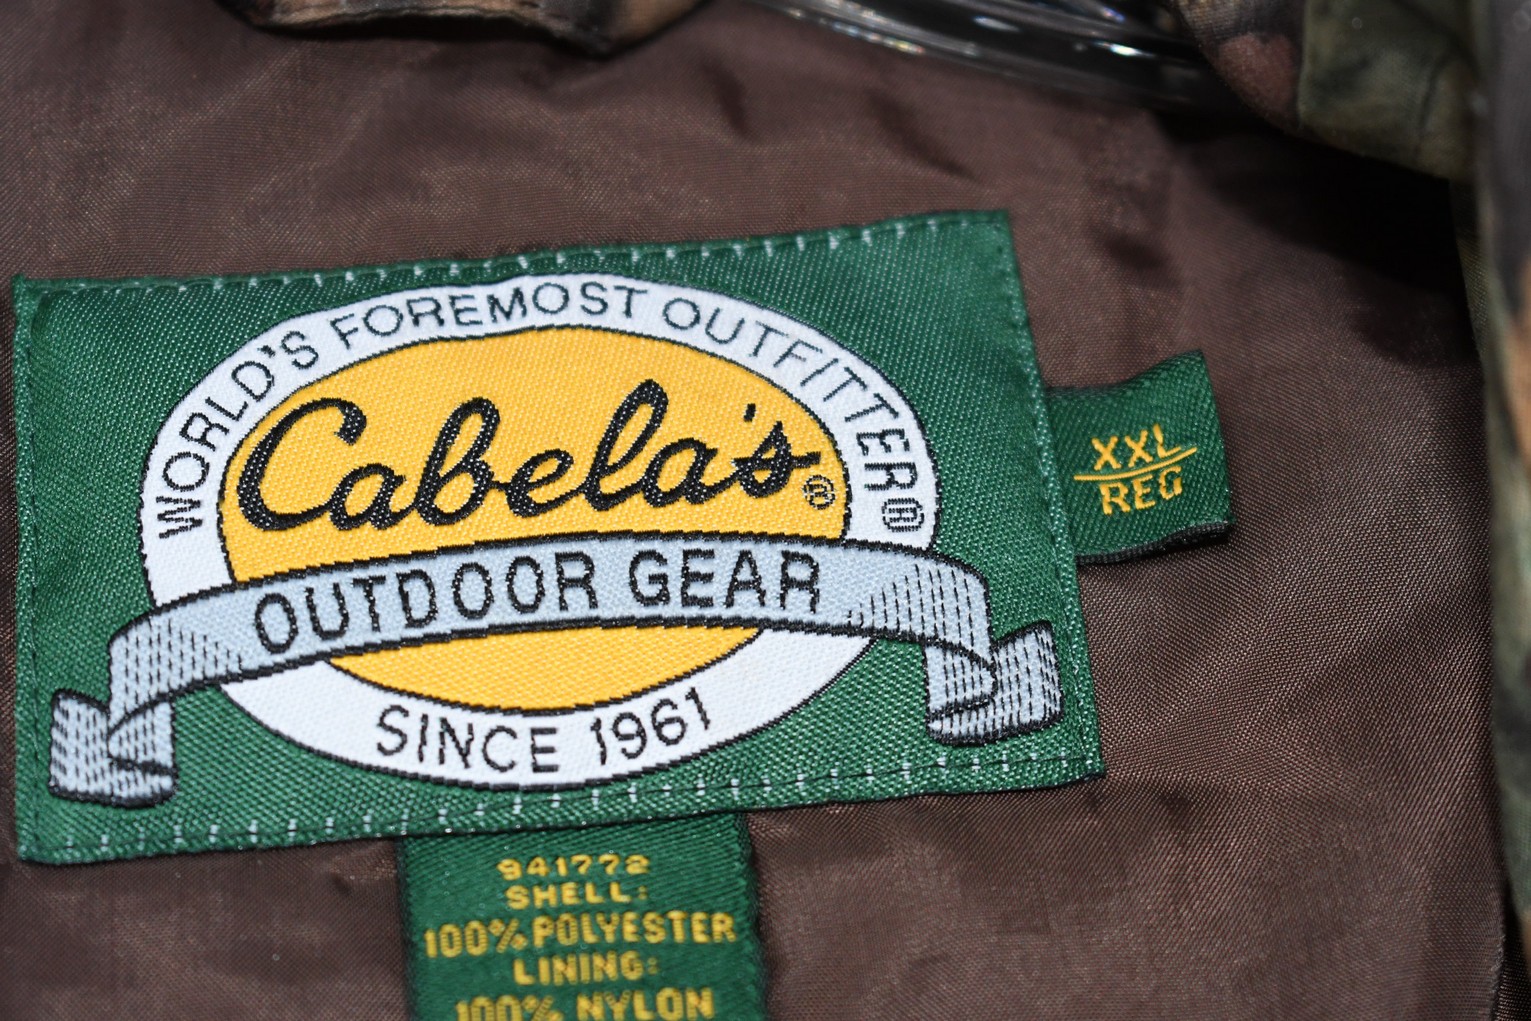 WORLD'S FOREMOST OUTFITTER®
Cabela's®
OUTDOOR GEAR
SINCE 1961
XXL
REG
941772
SHELL:
100% POLYESTER
LINING:
100% NYLON